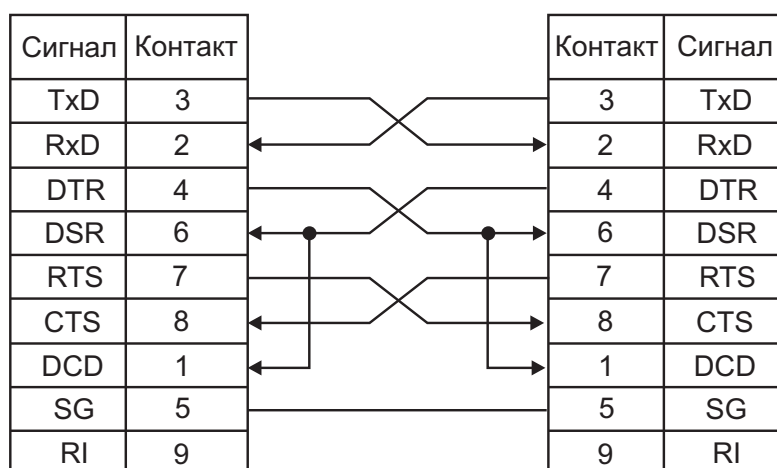 Сигнал Контакт Контакт Сигнал
TxD 3 3 TxD
RxD 2 2 RxD
DTR 4 4 DTR
DSR 6 6 DSR
RTS 7 7 RTS
CTS 8 8 CTS
DCD 1 1 DCD
SG 5 5 SG
RI 9 9 RI